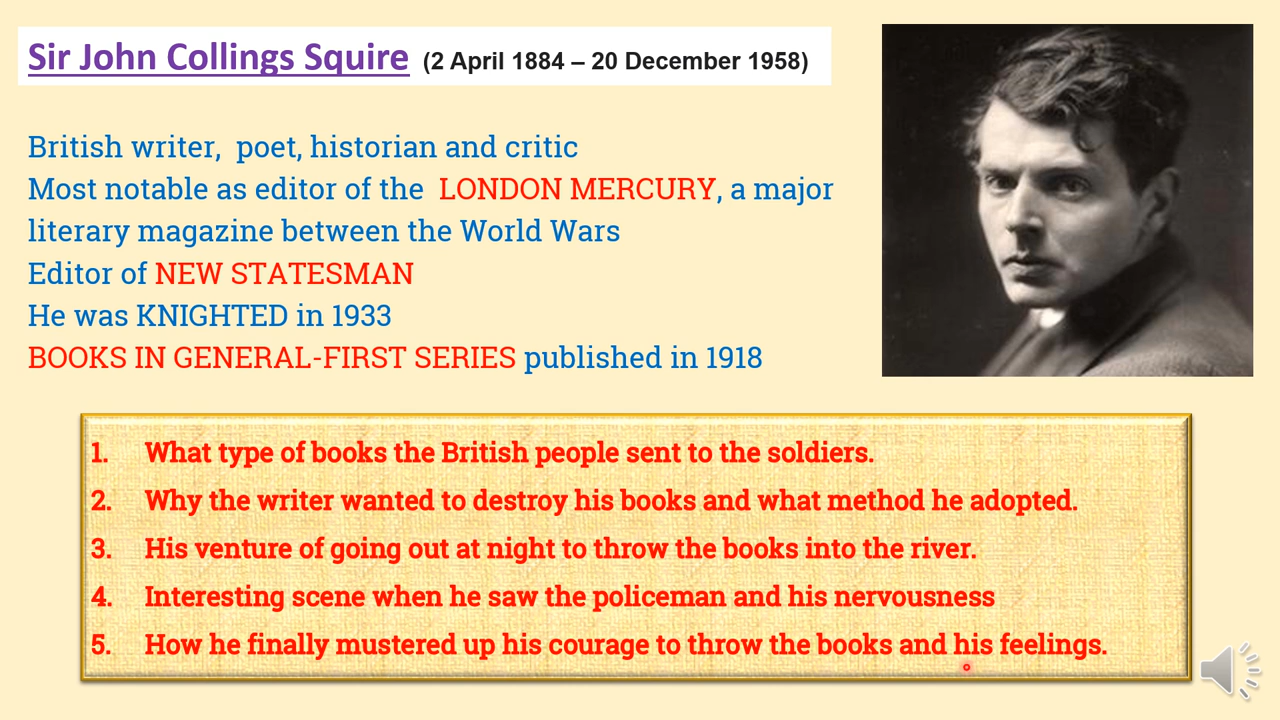 Sir John Collings Squire (2 April 1884 – 20 December 1958)
British writer, poet, historian and critic
Most notable as editor of the LONDON MERCURY, a major
literary magazine between the World Wars
Editor of NEW STATESMAN
He was KNIGHTED in 1933
BOOKS IN GENERAL-FIRST SERIES published in 1918
1. What type of books the British people sent to the soldiers.
2. Why the writer wanted to destroy his books and what method he adopted.
3. His venture of going out at night to throw the books into the river.
4. Interesting scene when he saw the policeman and his nervousness
5. How he finally mustered up his courage to throw the books and his feelings.